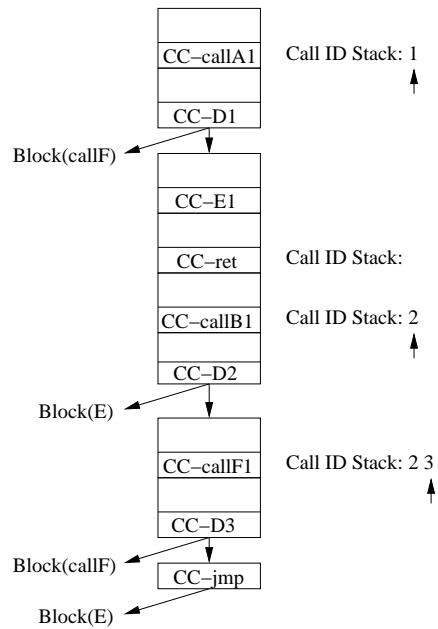 CC−callA1 Call ID Stack: 1
CC−D1
Block(callF)
CC−E1
CC−ret Call ID Stack:
CC−callB1 Call ID Stack: 2
CC−D2
Block(E)
CC−callF1 Call ID Stack: 2 3
CC−D3
Block(callF)
CC−jmp
Block(E)